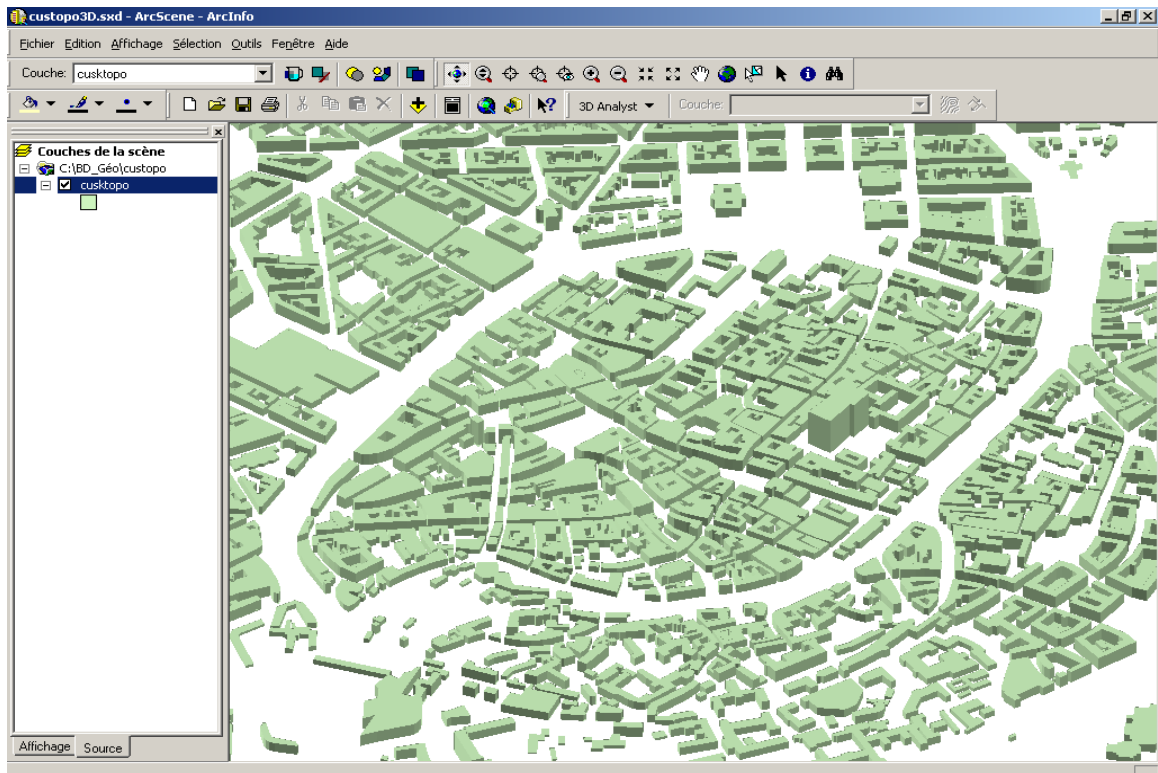 custopo3D.sxd - ArcScene - ArcInfo
Fichier Edition Affichage Sélection Outils Fenêtre Aide
Couche: cusktopo
3D Analyst Couche:
Couches de la scène
C:\BD_Géo\custopo
cusktopo
Affichage Source